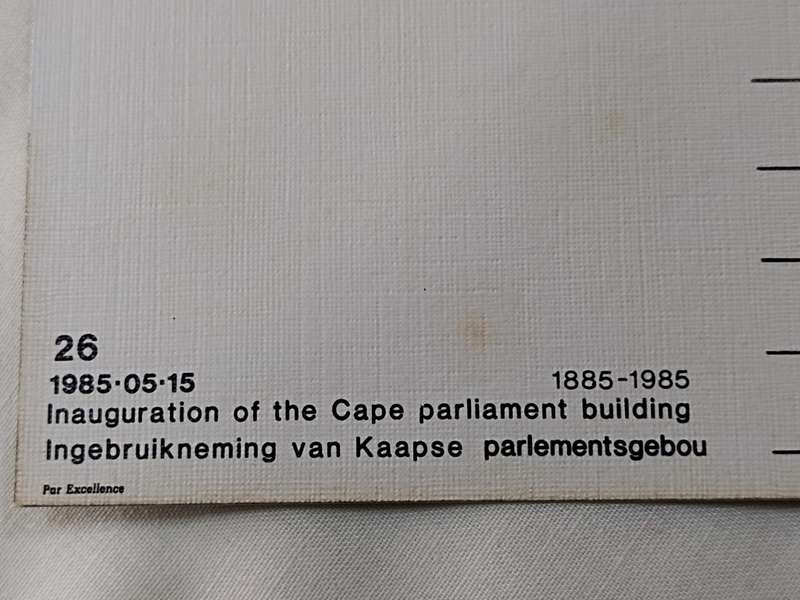 26
1985·05·15 1885-1985
Inauguration of the Cape parliament building
Ingebruikneming van Kaapse parlementsgebou
Par Excellence